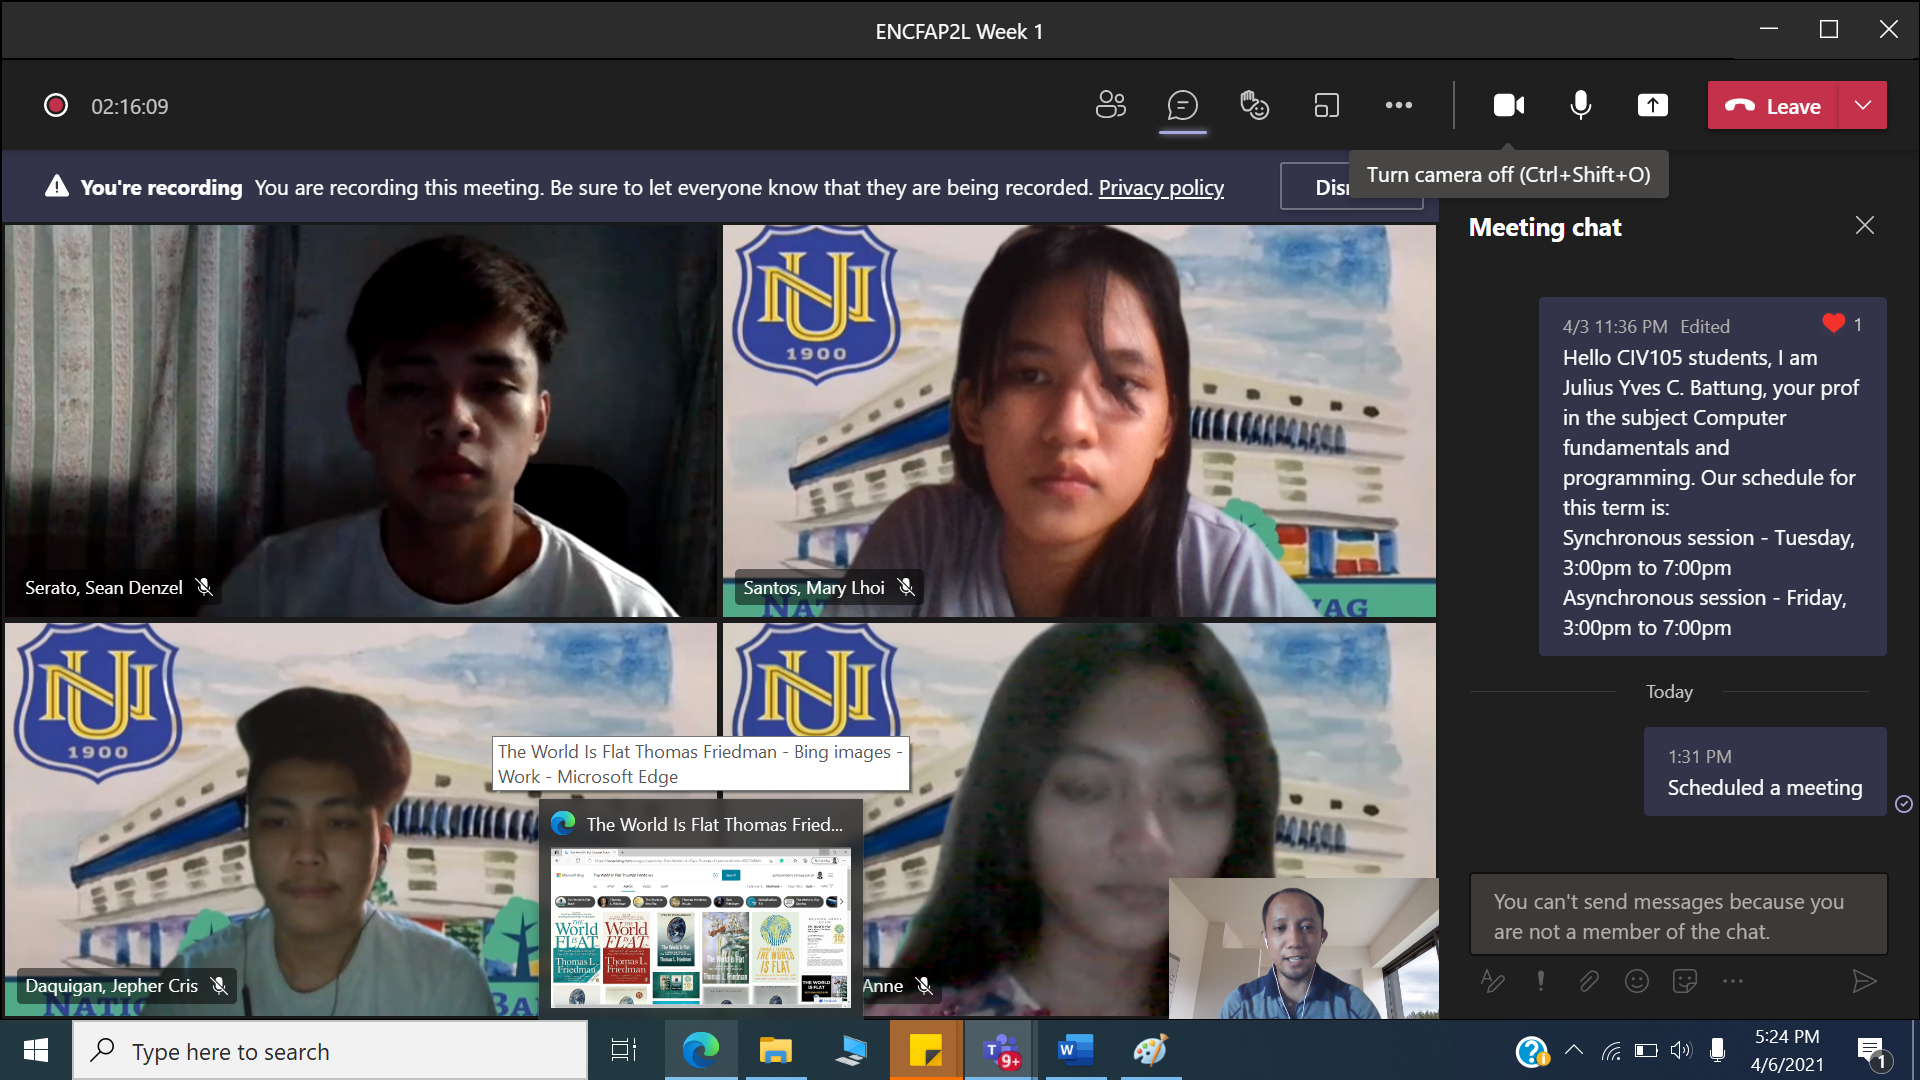 ENCFAP2L Week 1
02:16:09
Leave
You're recording You are recording this meeting. Be sure to let everyone know that they are being recorded. Privacy policy
Turn camera off (Ctrl+Shift+O)
Meeting chat
4/3 11:36 PM Edited
1
Hello CIV105 students, I am
Julius Yves C. Battung, your prof
in the subject Computer
fundamentals and
programming. Our schedule for
this term is:
Synchronous session - Tuesday,
3:00pm to 7:00pm
Asynchronous session - Friday,
3:00pm to 7:00pm
Today
1:31 PM
Scheduled a meeting
You can't send messages because you
are not a member of the chat.
1900
Serato, Sean Denzel
Santos, Mary Lhoi
1900
Daquigan, Jepher Cris
Anne
The World Is Flat Thomas Friedman - Bing images -
Work - Microsoft Edge
The World Is Flat Thomas Fried...
Type here to search
9+
5:24 PM
4/6/2021
1